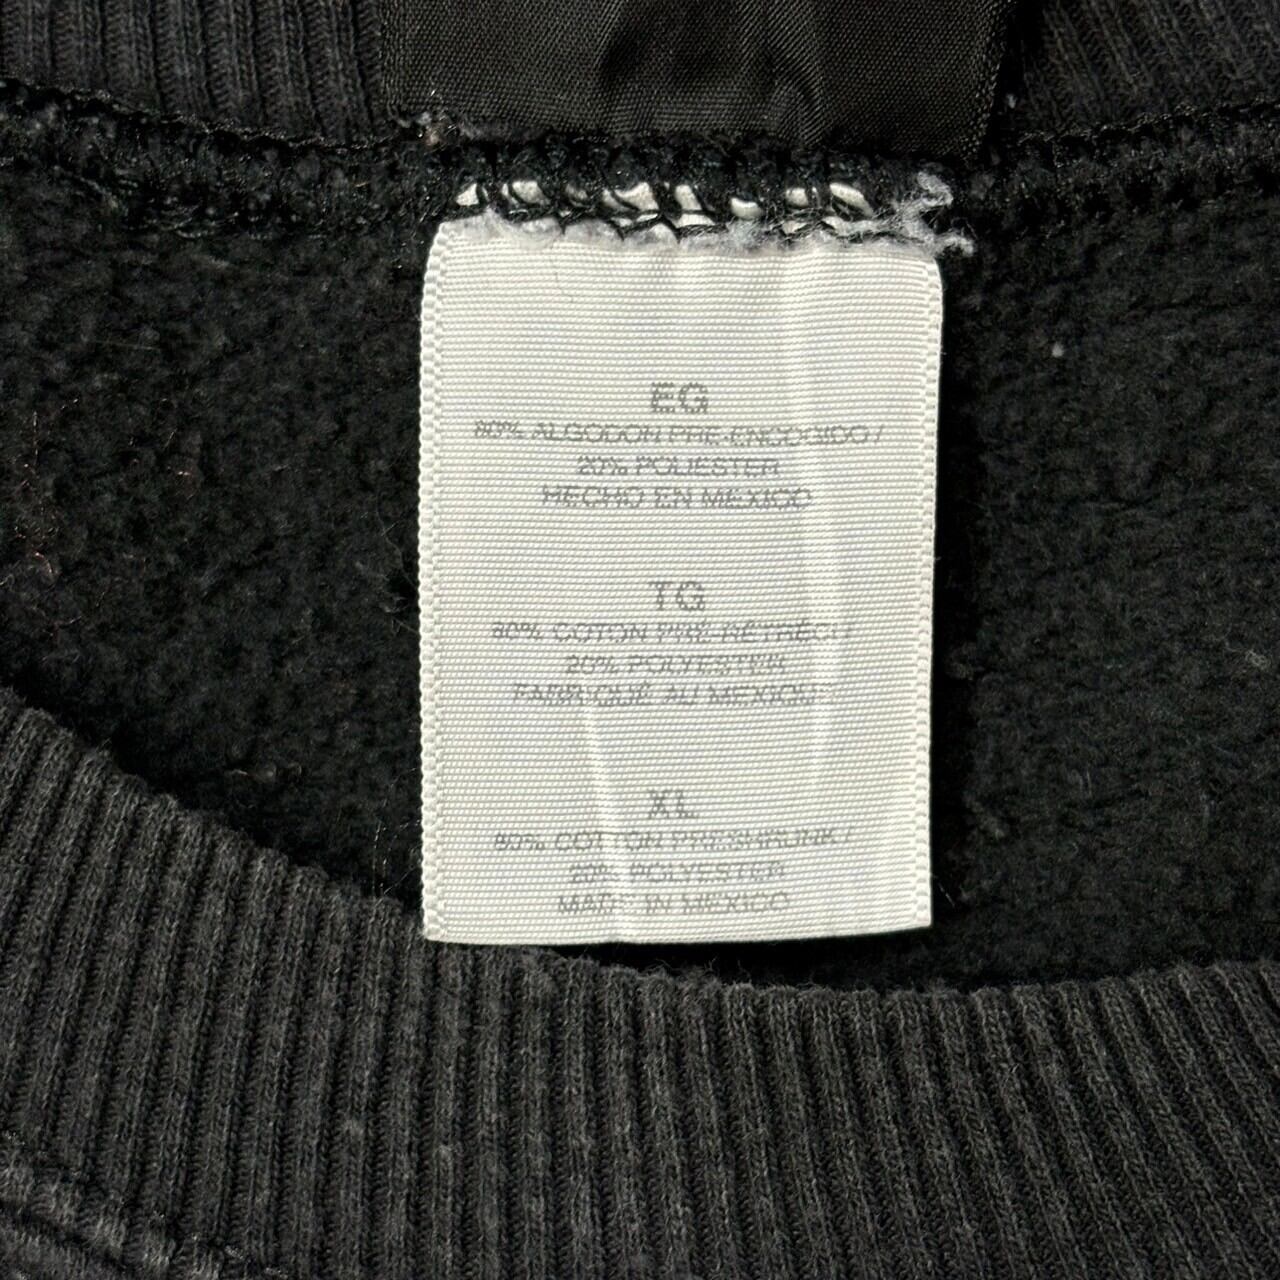 EG
80% ALGODON PRE-ENCOGIDO /
20% POLIESTER
HECHO EN MEXICO
TG
80% COTON PRÉ-RÉTRÉCI /
20% POLYESTER
FABRIQUÉ AU MEXIQUE
XL
80% COTTON PRESHRUNK /
20% POLYESTER
MADE IN MEXICO